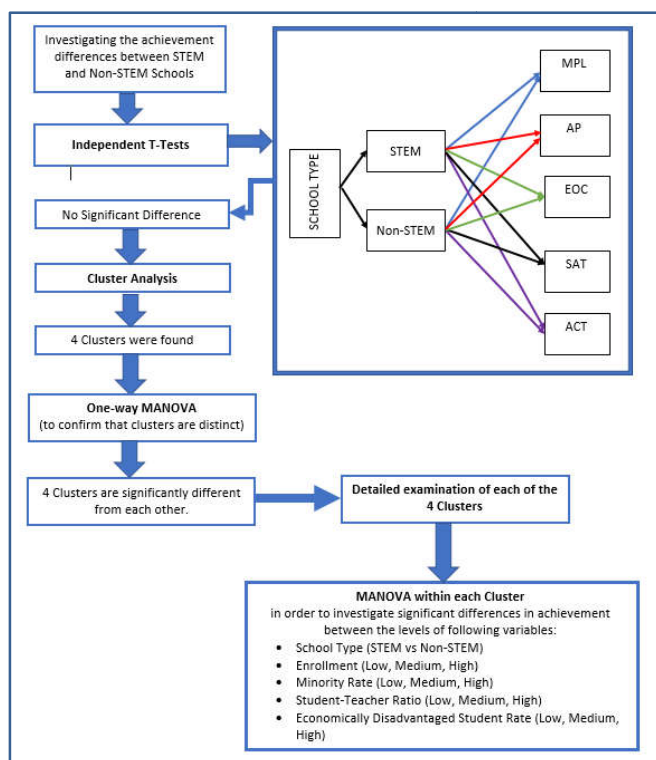 Investigating the achievement
differences between STEM
and Non-STEM Schools
Independent T-Tests
No Significant Difference
Cluster Analysis
4 Clusters were found
One-way MANOVA
(to confirm that clusters are distinct)
4 Clusters are significantly different
from each other.
SCHOOL TYPE
STEM
Non-STEM
MPL
AP
EOC
SAT
ACT
Detailed examination of each of the
4 Clusters
MANOVA within each Cluster
in order to investigate significant differences in achievement
between the levels of following variables:
• School Type (STEM vs Non-STEM)
• Enrollment (Low, Medium, High)
• Minority Rate (Low, Medium, High)
• Student-Teacher Ratio (Low, Medium, High)
• Economically Disadvantaged Student Rate (Low, Medium,
High)